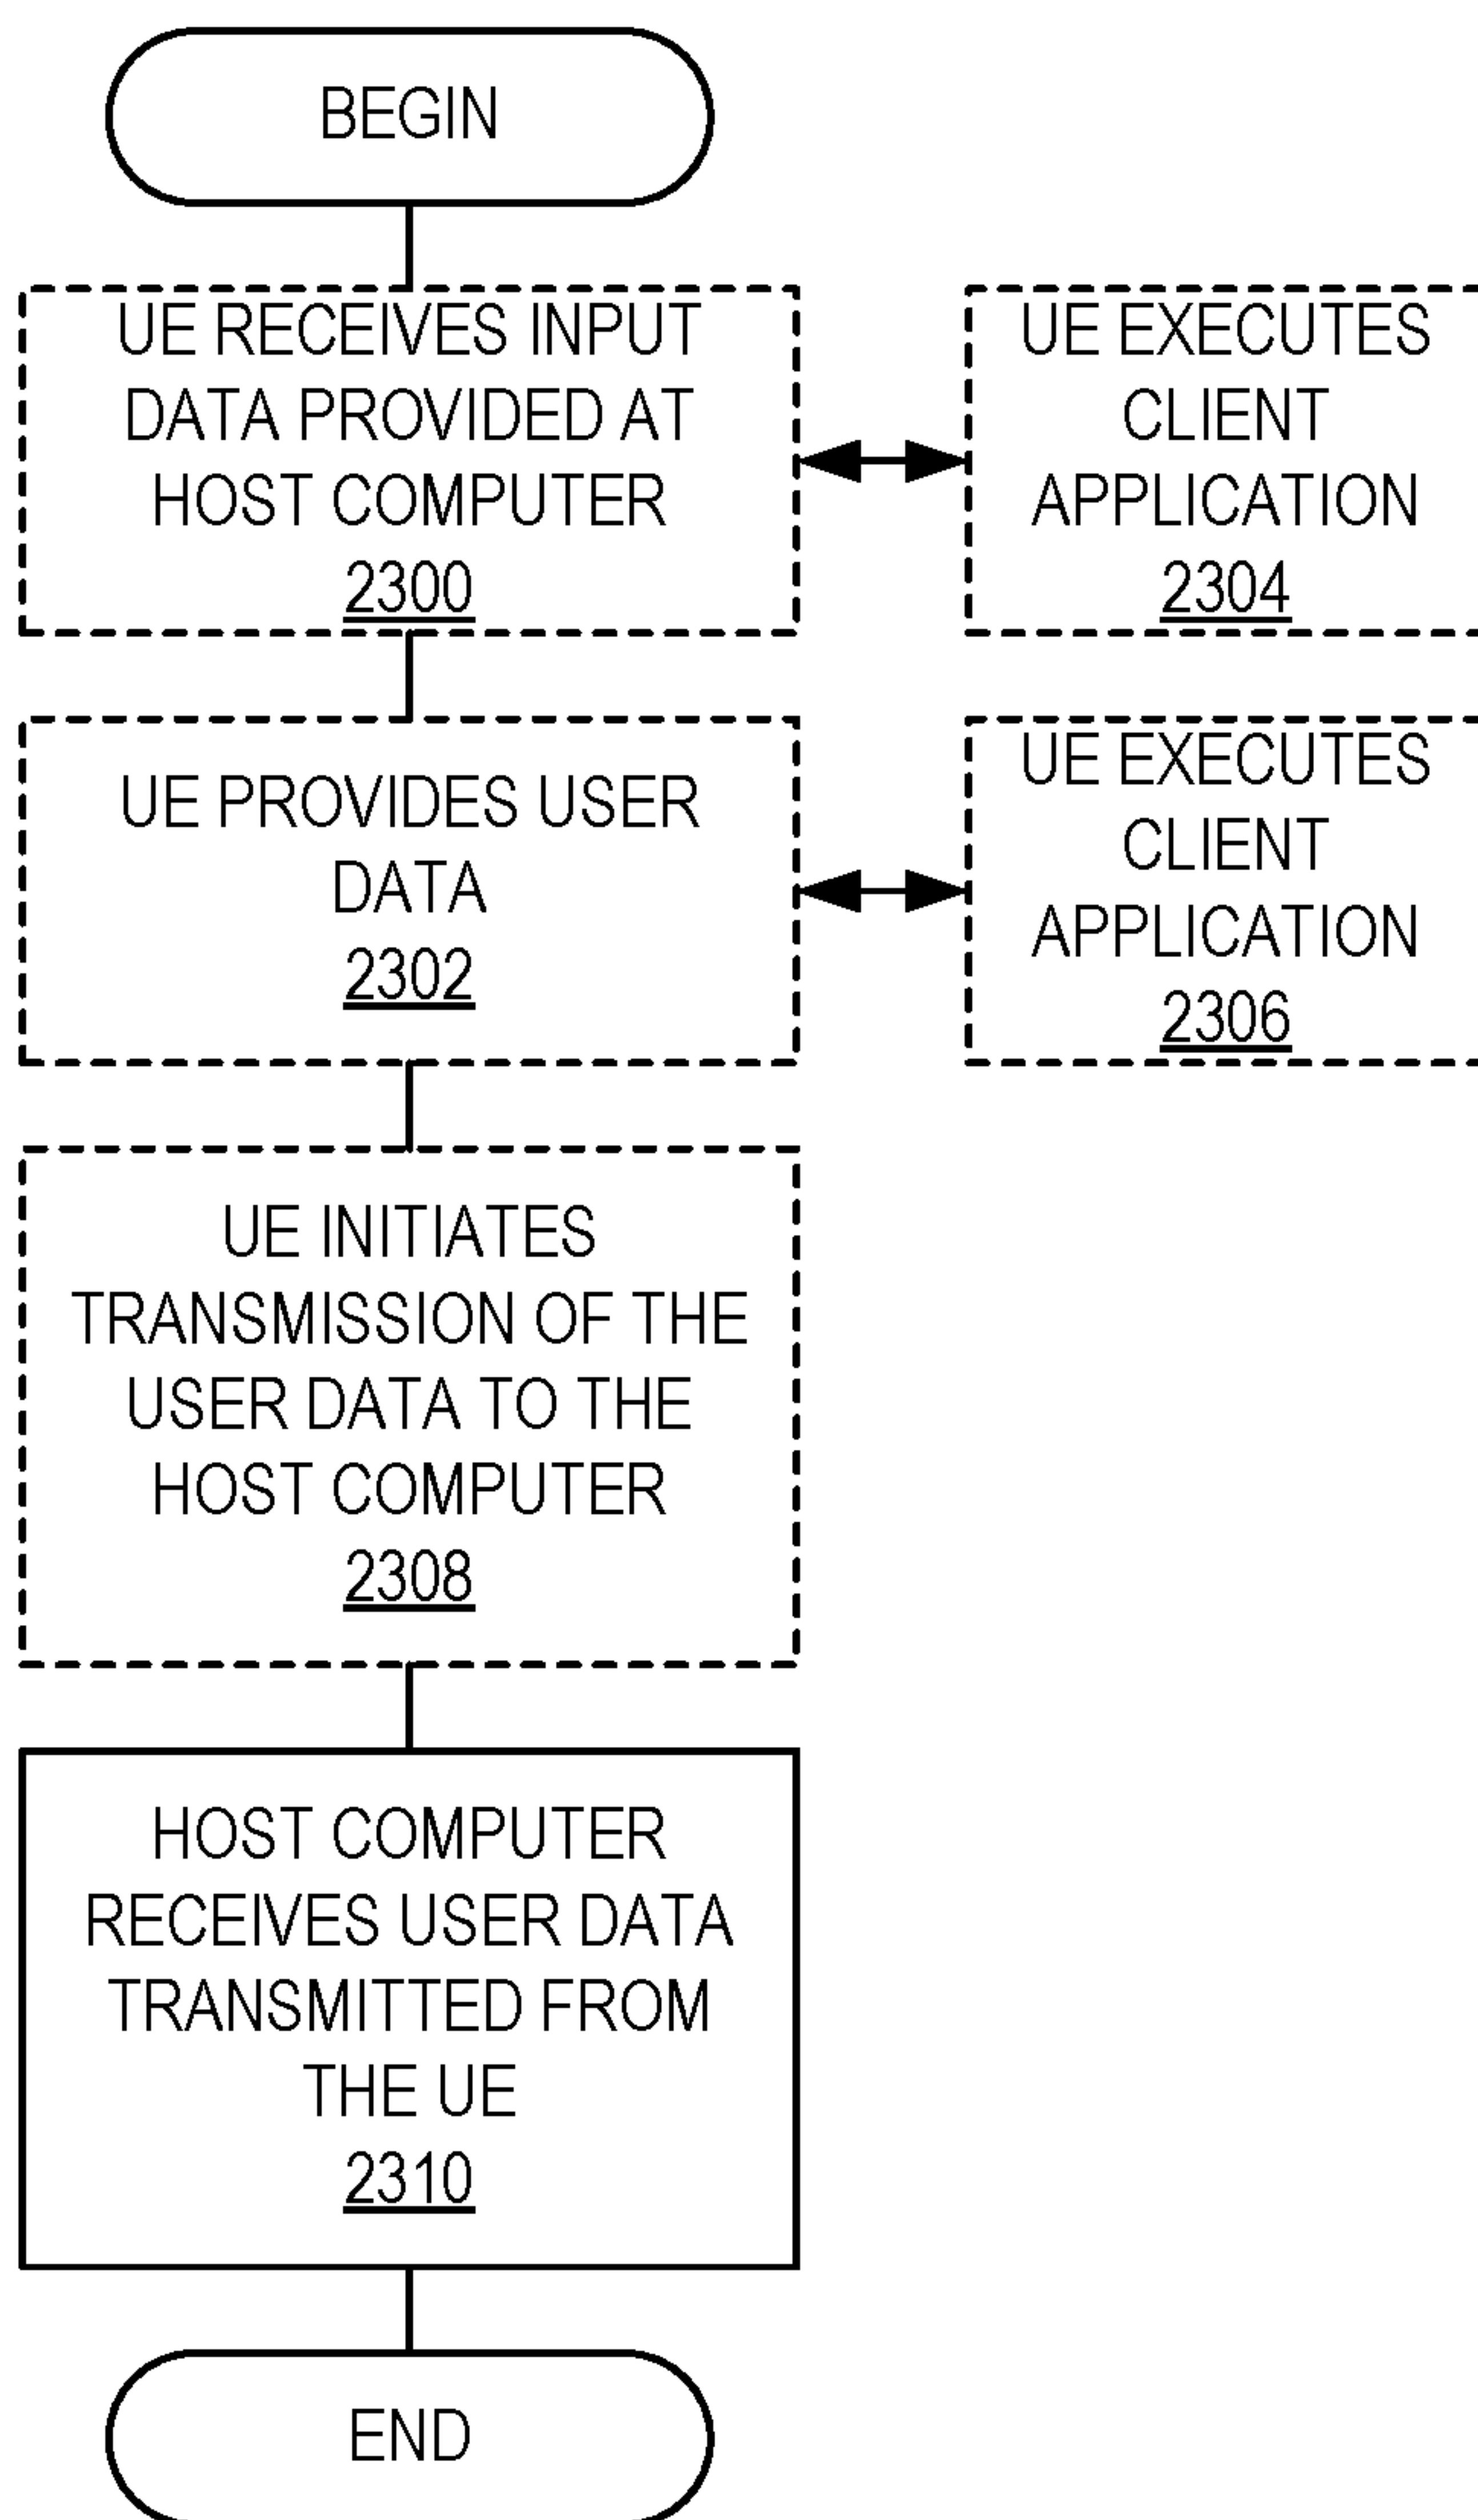 BEGIN
UE RECEIVES INPUT
DATA PROVIDED AT
HOST COMPUTER
2300
UE EXECUTES
CLIENT
APPLICATION
2304
UE PROVIDES USER
DATA
2302
UE EXECUTES
CLIENT
APPLICATION
2306
UE INITIATES
TRANSMISSION OF THE
USER DATA TO THE
HOST COMPUTER
2308
HOST COMPUTER
RECEIVES USER DATA
TRANSMITTED FROM
THE UE
2310
END